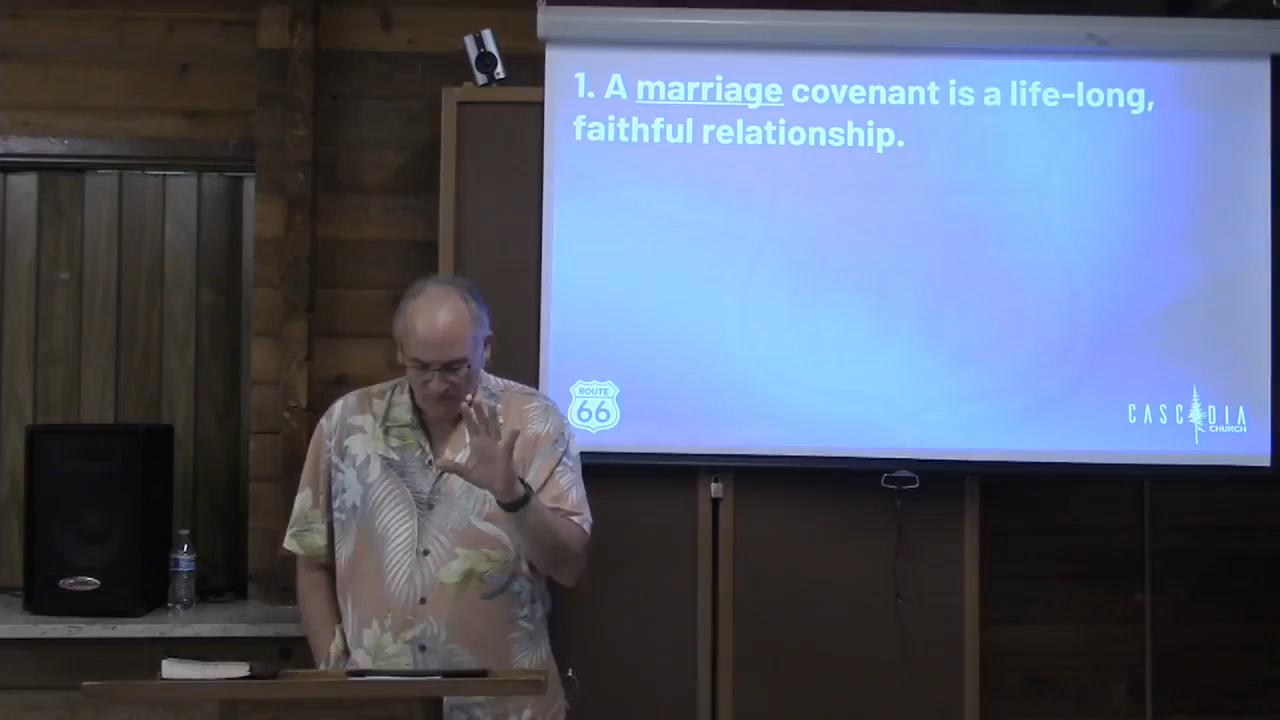 1. A marriage covenant is a life-long,
faithful relationship.
ROUTE
66
CASCADIA
CHURCH